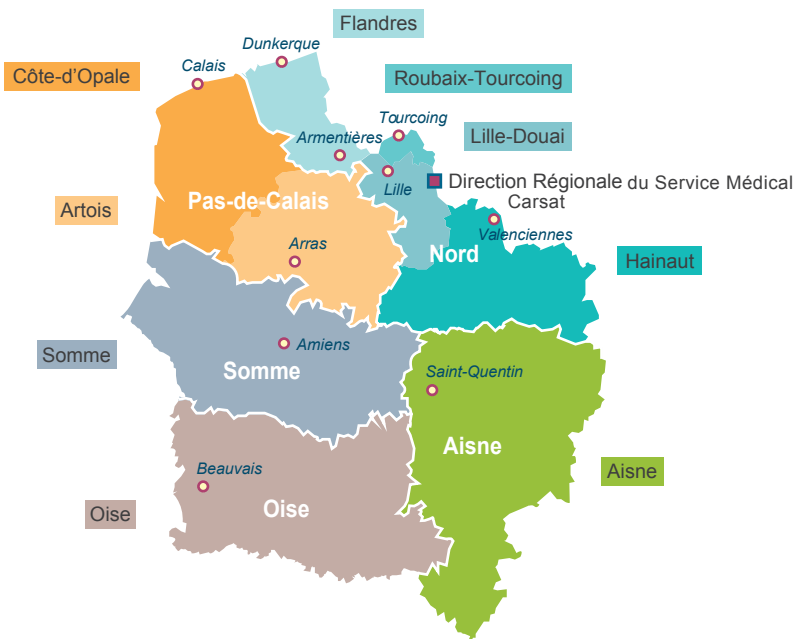 Flandres
Dunkerque
Calais
Côte-d'Opale
Roubaix-Tourcoing
Tourcoing
Armentières
Lille-Douai
Lille
Direction Régionale du Service Médical
Carsat
Pas-de-Calais
Artois
Valenciennes
Arras
Nord
Hainaut
Amiens
Somme
Somme
Saint-Quentin
Aisne
Beauvais
Aisne
Oise
Oise